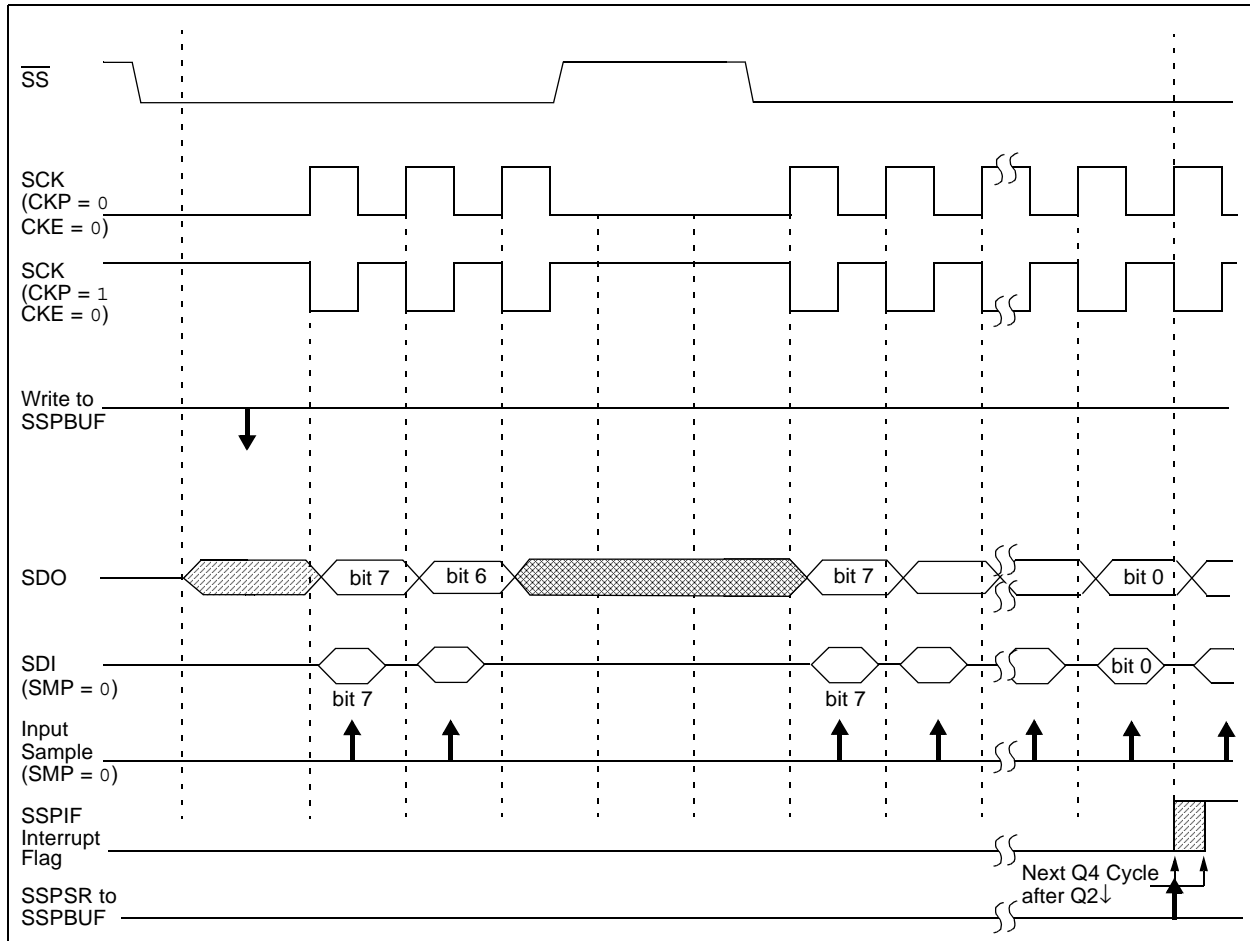 SS
SCK
(CKP = 0
CKE = 0)
SCK
(CKP = 1
CKE = 0)
Write to
SSPBUF
SDO
bit 7
bit 6
bit 7
bit 0
SDI
(SMP = 0)
bit 7
bit 7
bit 0
Input
Sample
(SMP = 0)
SSPIF
Interrupt
Flag
Next Q4 Cycle
after Q2↓
SSPSR to
SSPBUF